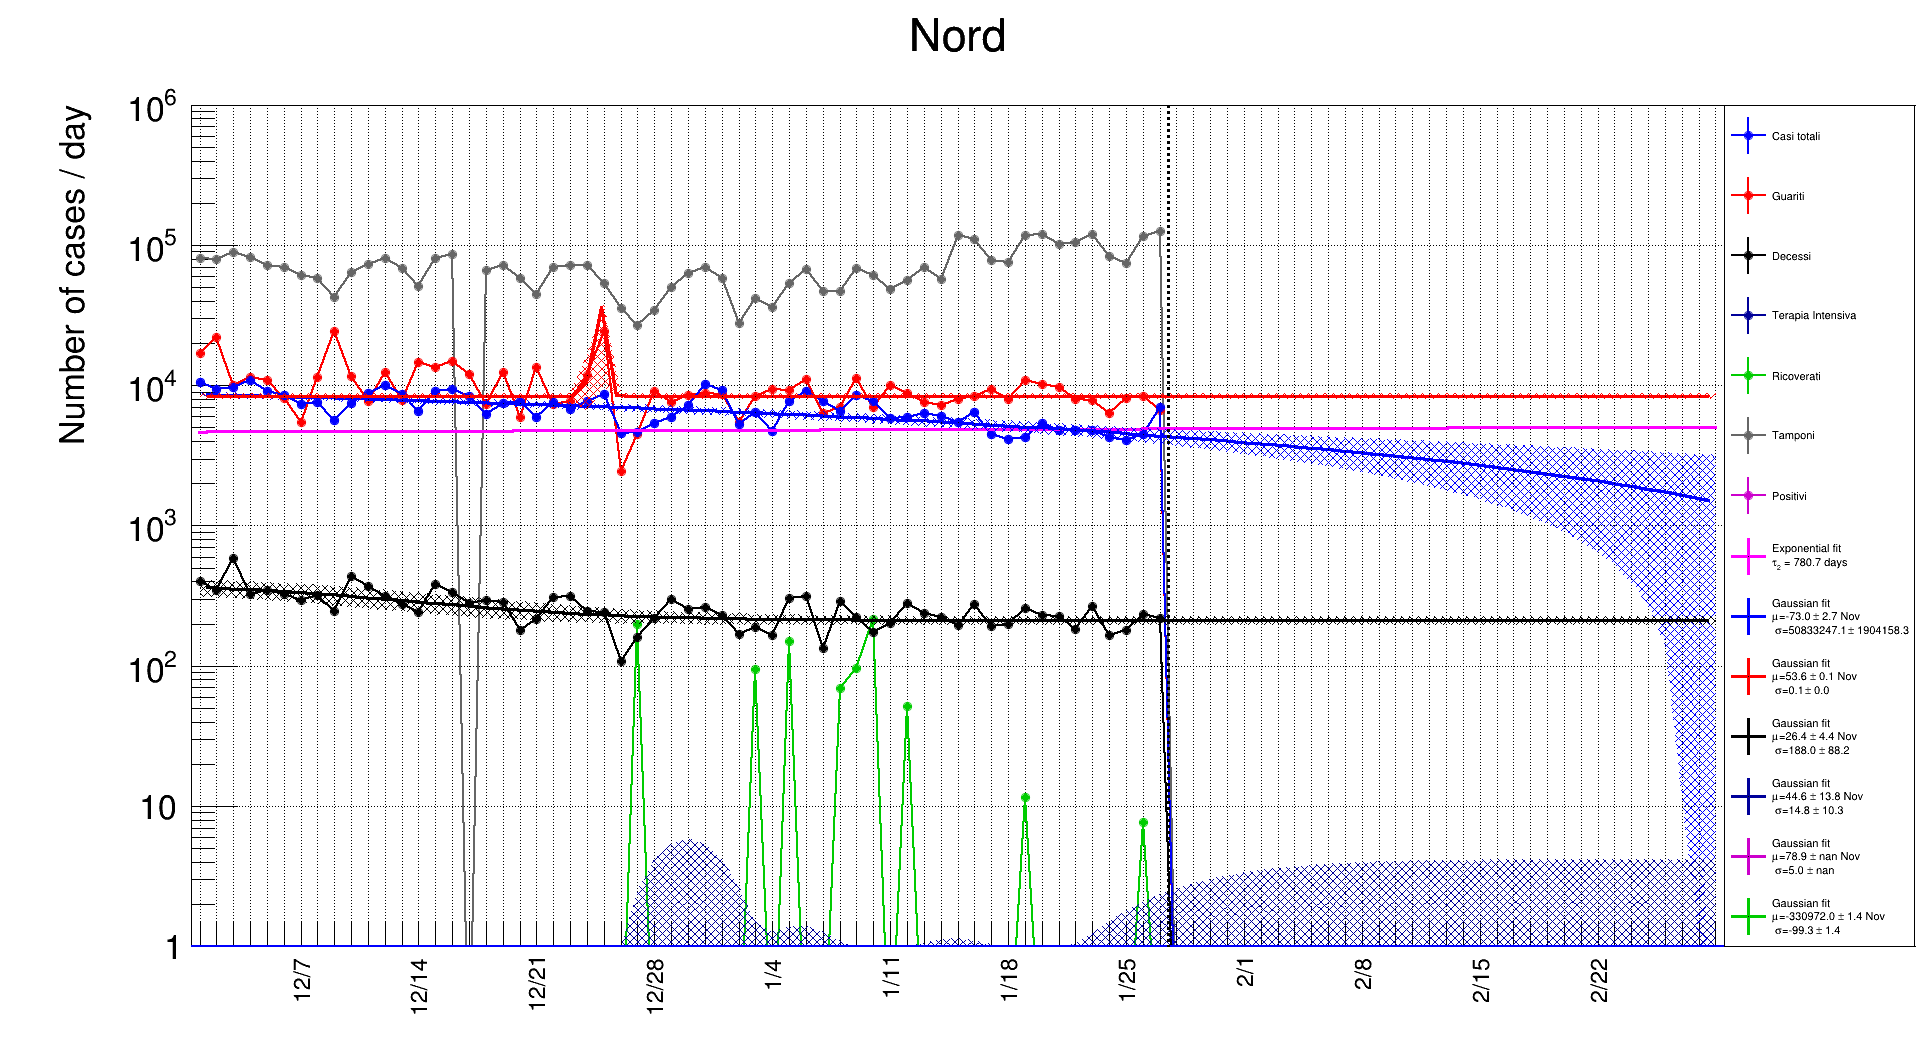 Nord
Number of cases / day
10^6
10^5
10^4
10^3
10^2
10
1
12/7
12/14
12/21
12/28
1/4
1/11
1/18
1/25
2/1
2/8
2/15
2/22
Casi totali
Guariti
Decessi
Terapia Intensiva
Ricoverati
Tamponi
Positivi
Exponential fit
τ₂ = 780.7 days
Gaussian fit
μ=-73.0 ± 2.7 Nov
σ=50833247.1 ± 1904158.3
Gaussian fit
μ=53.6 ± 0.1 Nov
σ=0.1 ± 0.0
Gaussian fit
μ=26.4 ± 4.4 Nov
σ=188.0 ± 88.2
Gaussian fit
μ=44.6 ± 13.8 Nov
σ=14.8 ± 10.3
Gaussian fit
μ=78.9 ± nan Nov
σ=5.0 ± nan
Gaussian fit
μ=-330972.0 ± 1.4 Nov
σ=-99.3 ± 1.4